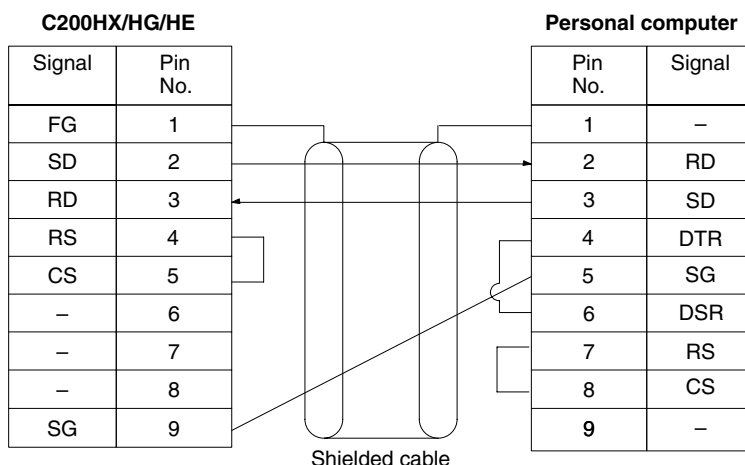 C200HX/HG/HE Personal computer
Signal Pin No. Pin No. Signal
FG 1 1 –
SD 2 2 RD
RD 3 3 SD
RS 4 4 DTR
CS 5 5 SG
– 6 6 DSR
– 7 7 RS
– 8 8 CS
SG 9 9 –
Shielded cable